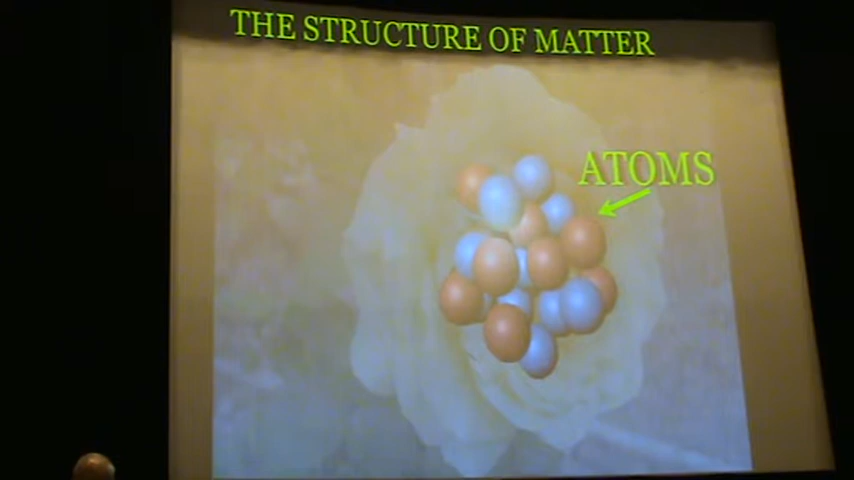 THE STRUCTURE OF MATTER
ATOMS